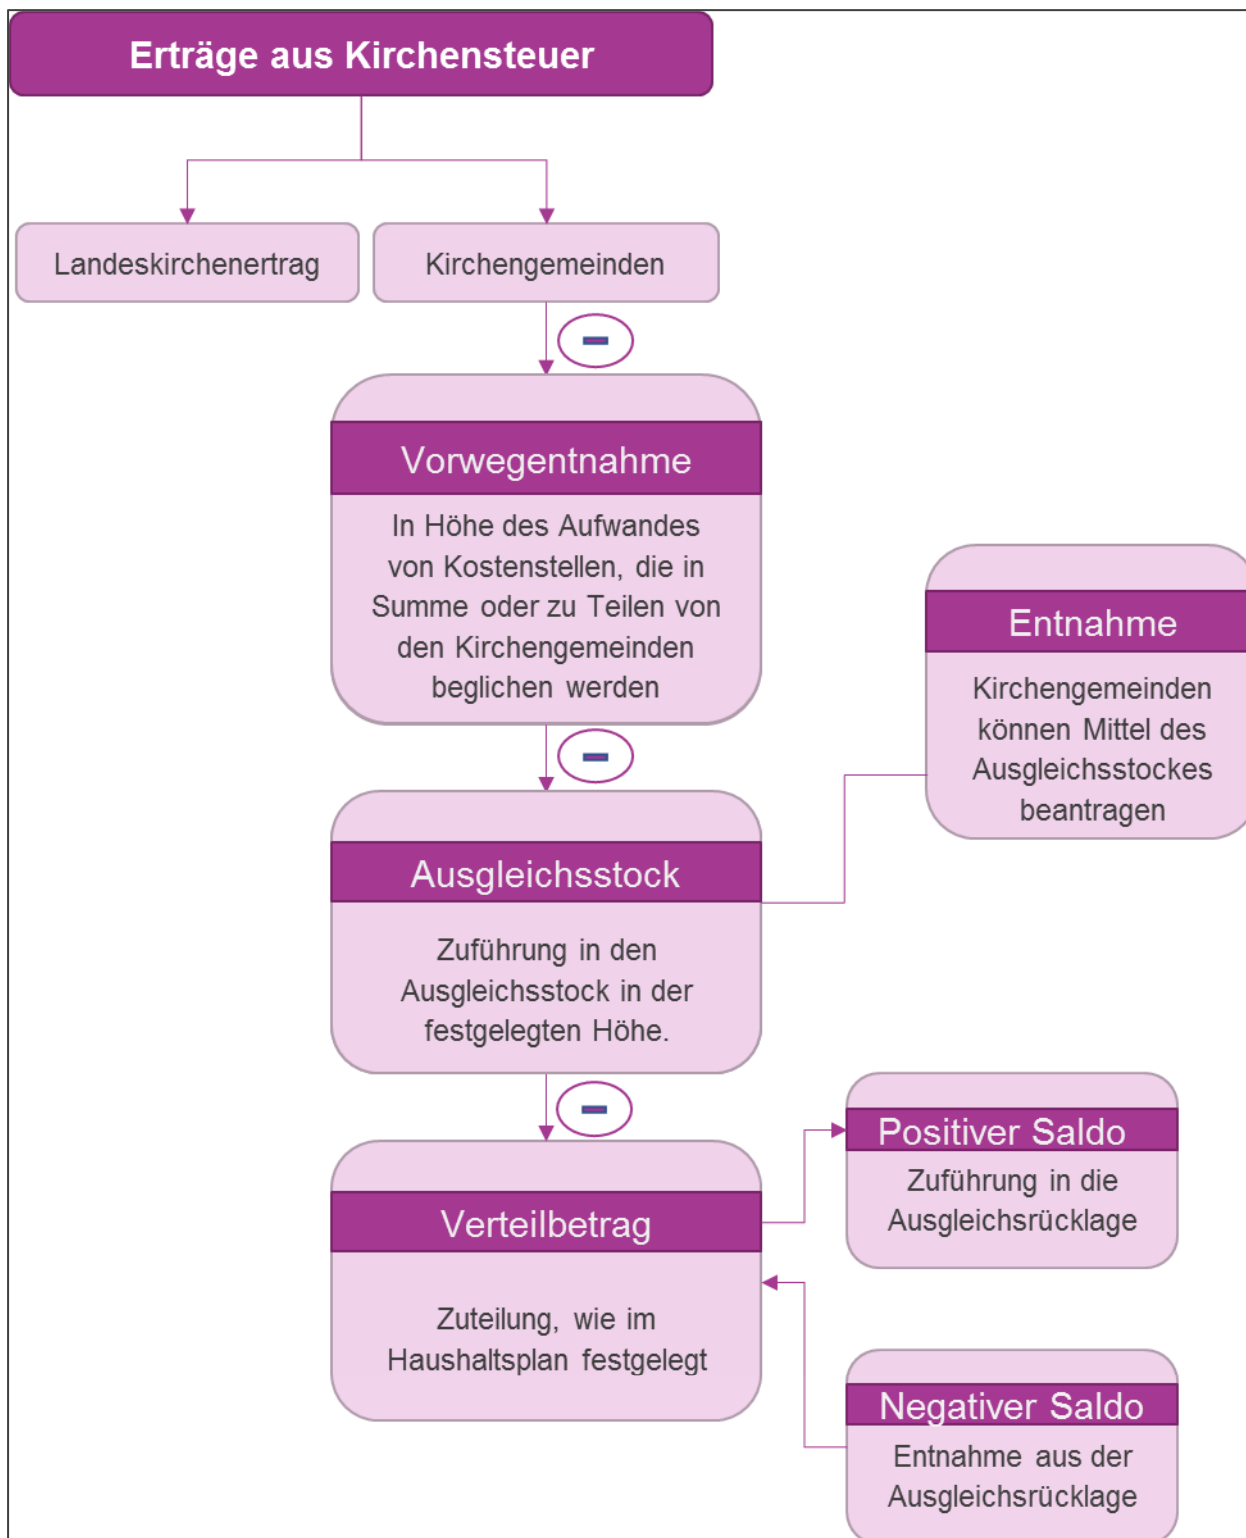 Erträge aus Kirchensteuer
Landeskirchenertrag
Kirchengemeinden
-
Vorwegentnahme
In Höhe des Aufwandes
von Kostenstellen, die in
Summe oder zu Teilen von
den Kirchengemeinden
beglichen werden
Entnahme
Kirchengemeinden
können Mittel des
Ausgleichsstockes
beantragen
-
Ausgleichsstock
Zuführung in den
Ausgleichsstock in der
festgelegten Höhe.
-
Verteilbetrag
Zuteilung, wie im
Haushaltsplan festgelegt
Positiver Saldo
Zuführung in die
Ausgleichsrücklage
Negativer Saldo
Entnahme aus der
Ausgleichsrücklage